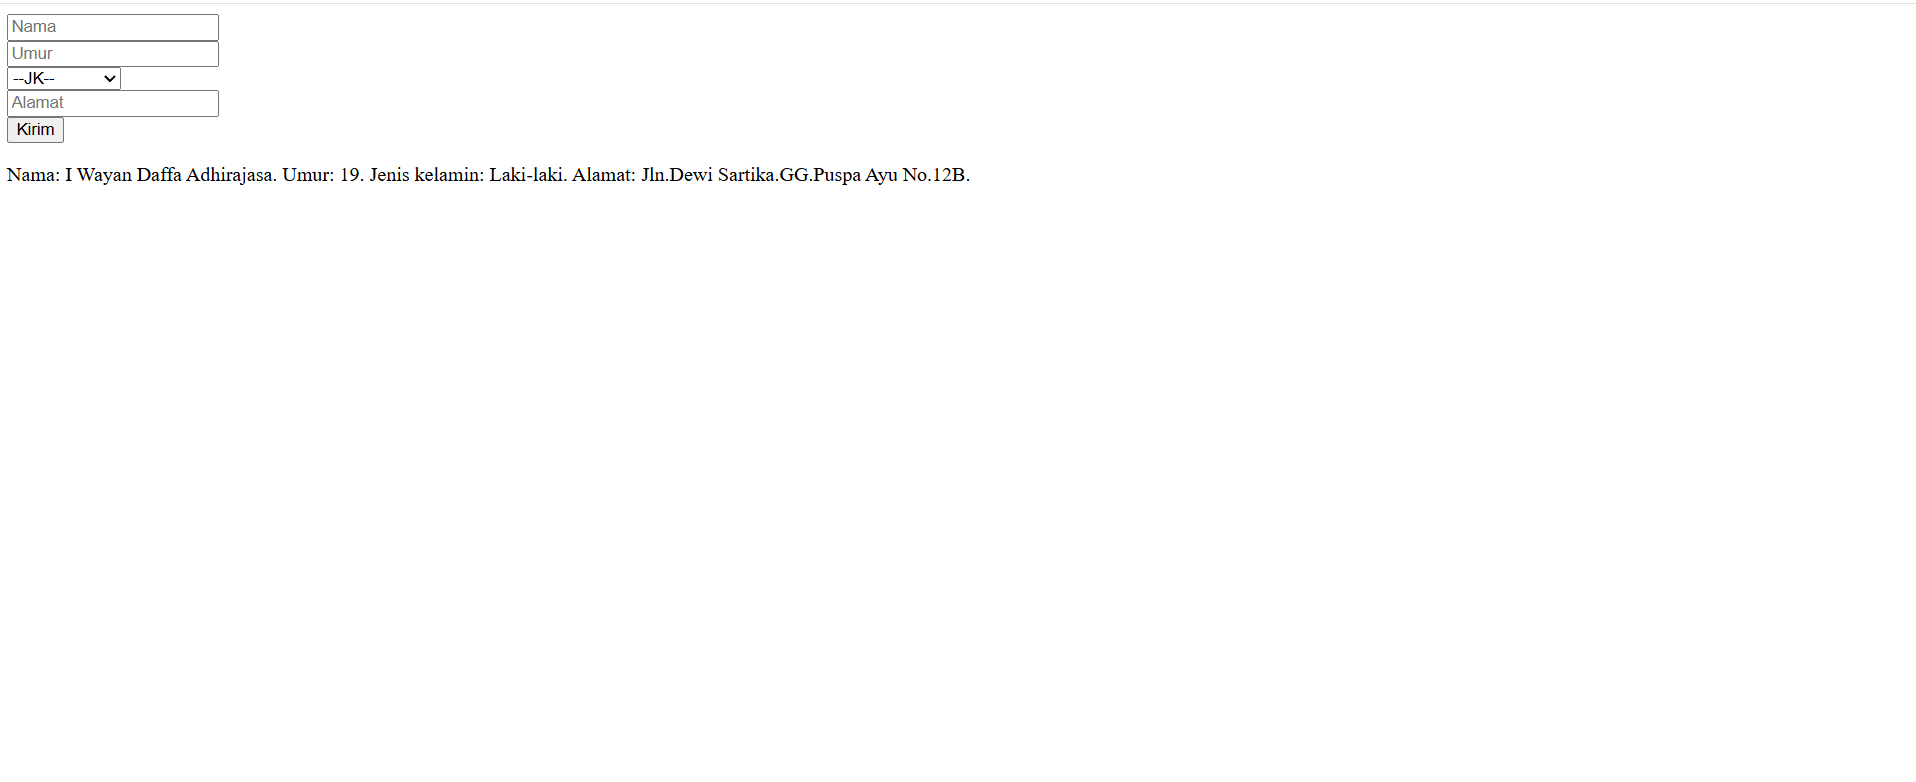 Nama
Umur
--JK--
Alamat
Kirim
Nama: I Wayan Daffa Adhirajasa. Umur: 19. Jenis kelamin: Laki-laki. Alamat: Jln.Dewi Sartika.GG.Puspa Ayu No.12B.